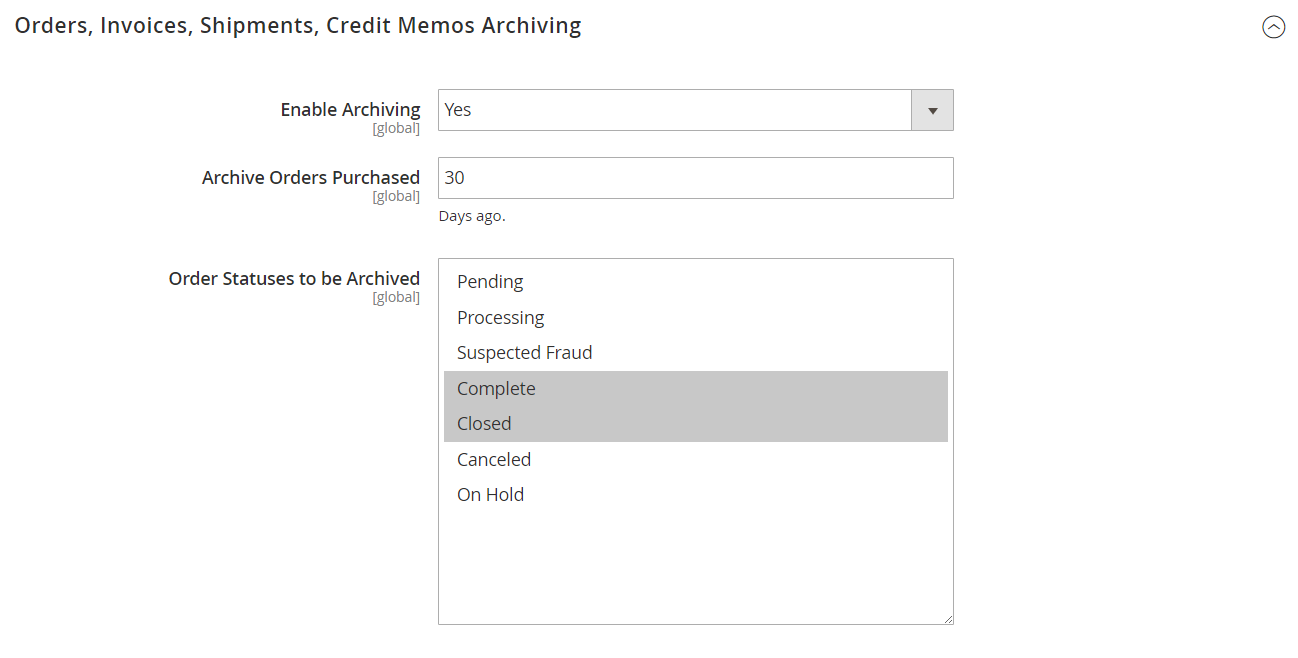 Orders, Invoices, Shipments, Credit Memos Archiving
Enable Archiving
[global]
Yes
Archive Orders Purchased
[global]
30
Days ago.
Order Statuses to be Archived
[global]
Pending
Processing
Suspected Fraud
Complete
Closed
Canceled
On Hold